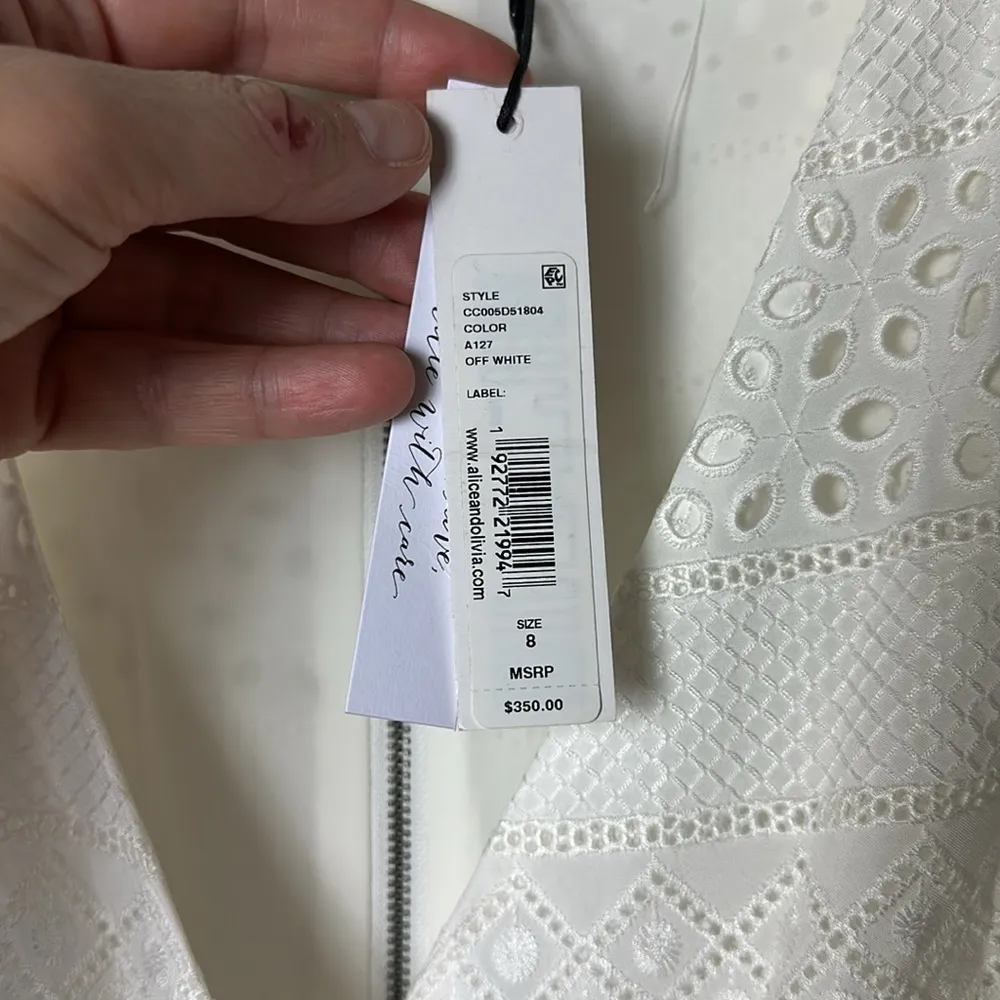 STYLE
CC005D51804
COLOR
A127
OFF WHITE
LABEL:
www.aliceandolivia.com
1 92772 21994 7
SIZE
8
MSRP
$350.00
with care